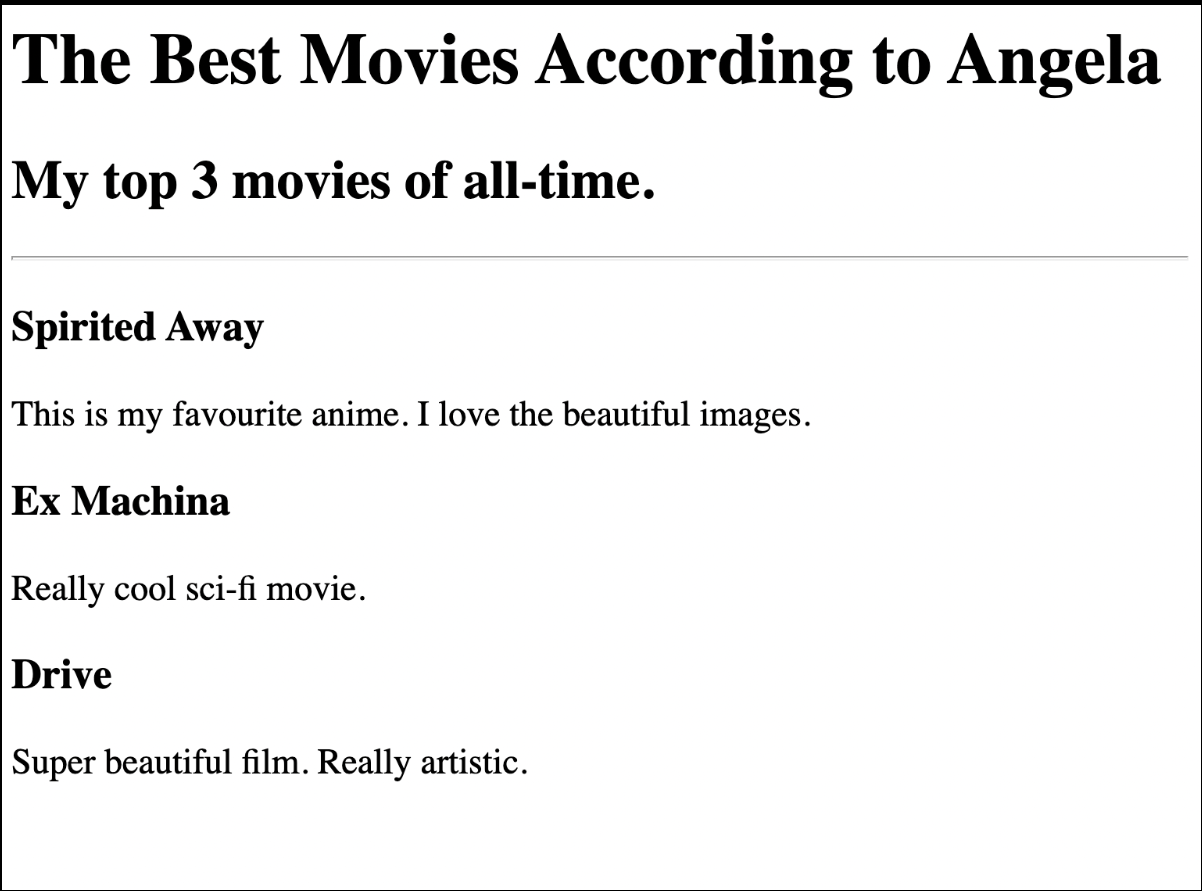 The Best Movies According to Angela
My top 3 movies of all-time.
Spirited Away
This is my favourite anime. I love the beautiful images.
Ex Machina
Really cool sci-fi movie.
Drive
Super beautiful film. Really artistic.